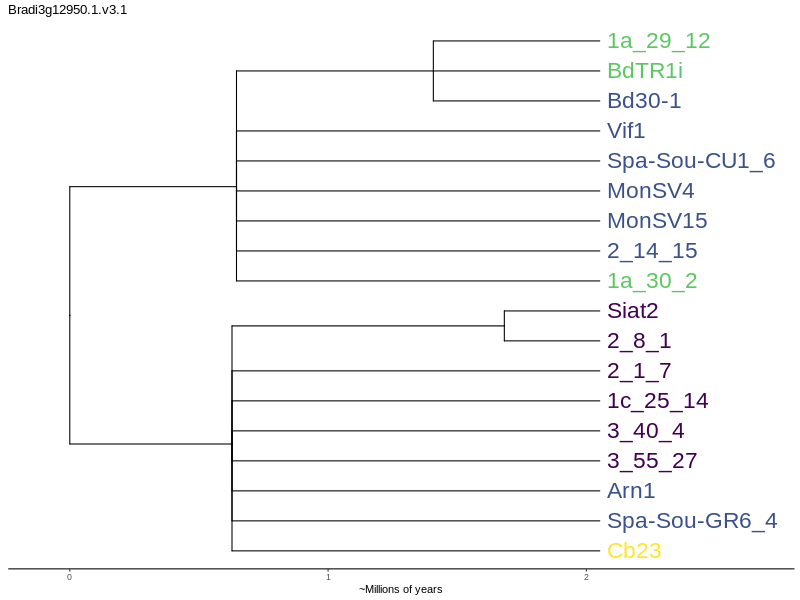 Bradi3g12950.1.v3.1
1a_29_12
BdTR1i
Bd30-1
Vif1
Spa-Sou-CU1_6
MonSV4
MonSV15
2_14_15
1a_30_2
Siat2
2_8_1
2_1_7
1c_25_14
3_40_4
3_55_27
Arn1
Spa-Sou-GR6_4
Cb23
0 1 2
~Millions of years